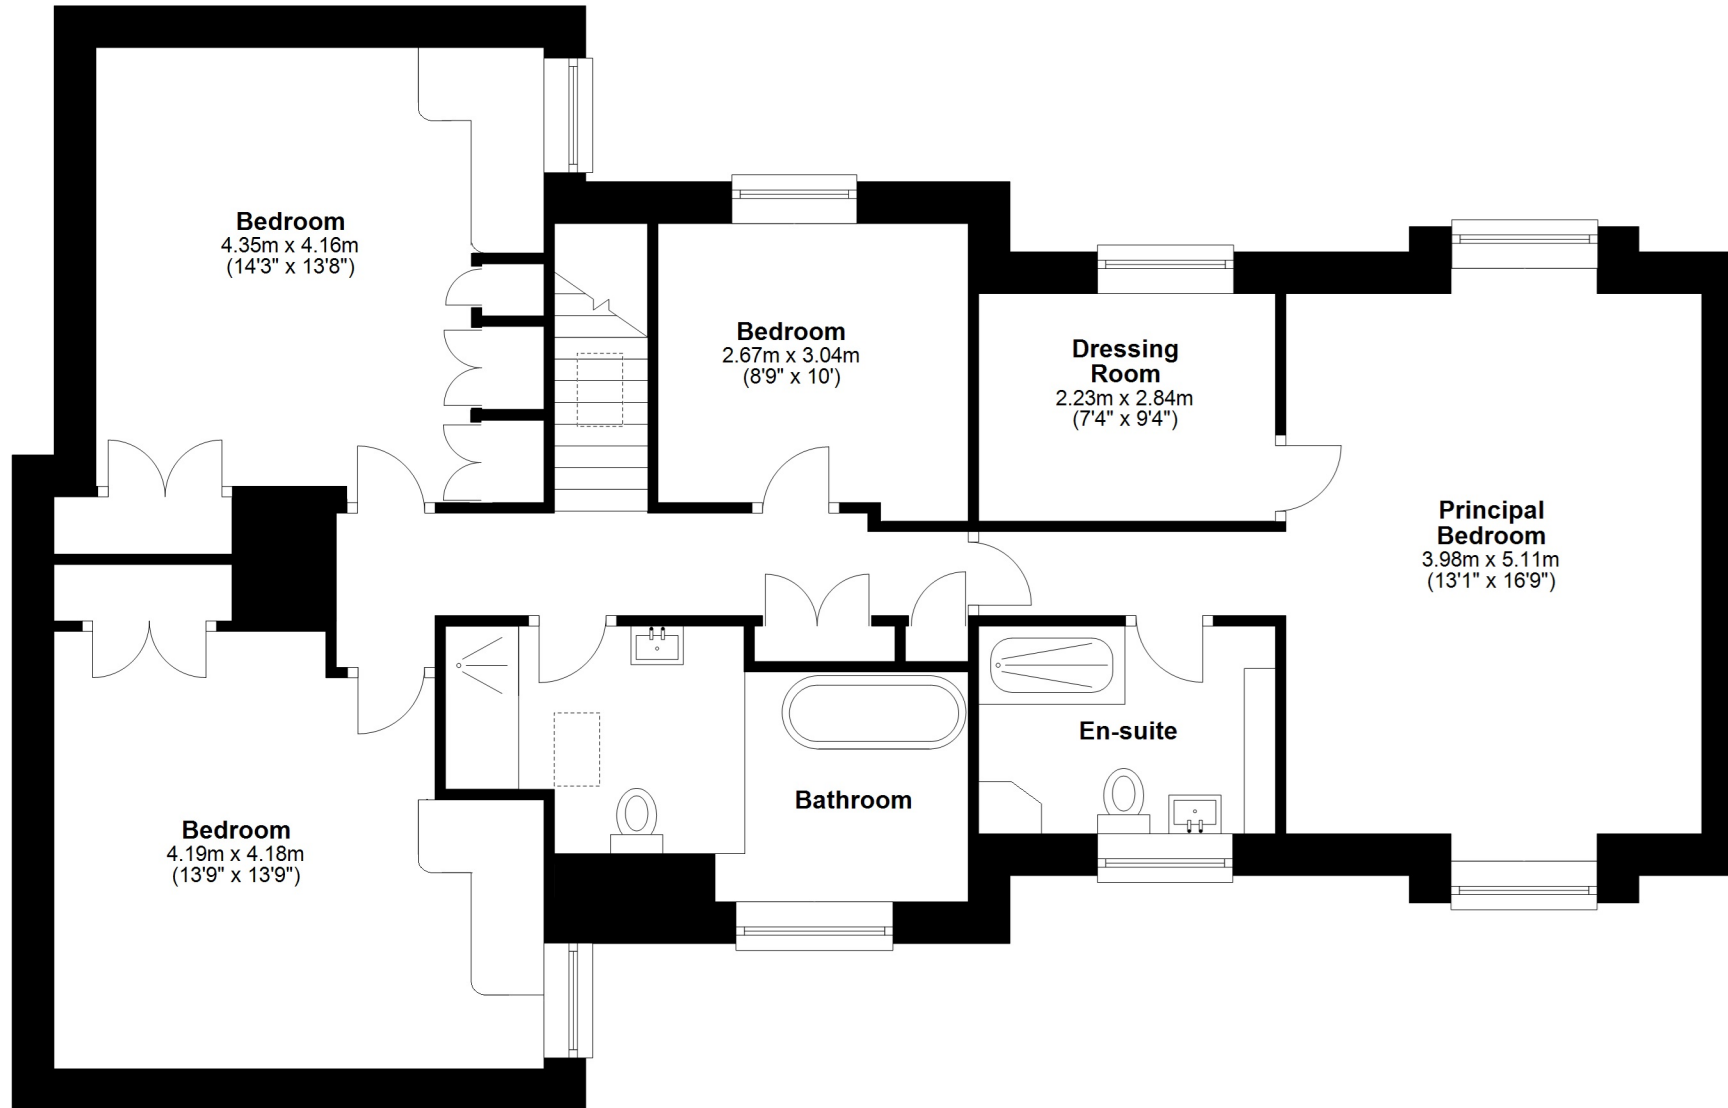 Bedroom
4.35m x 4.16m
(14'3" x 13'8")
Bedroom
2.67m x 3.04m
(8'9" x 10')
Dressing
Room
2.23m x 2.84m
(7'4" x 9'4")
Principal
Bedroom
3.98m x 5.11m
(13'1" x 16'9")
En-suite
Bathroom
Bedroom
4.19m x 4.18m
(13'9" x 13'9")